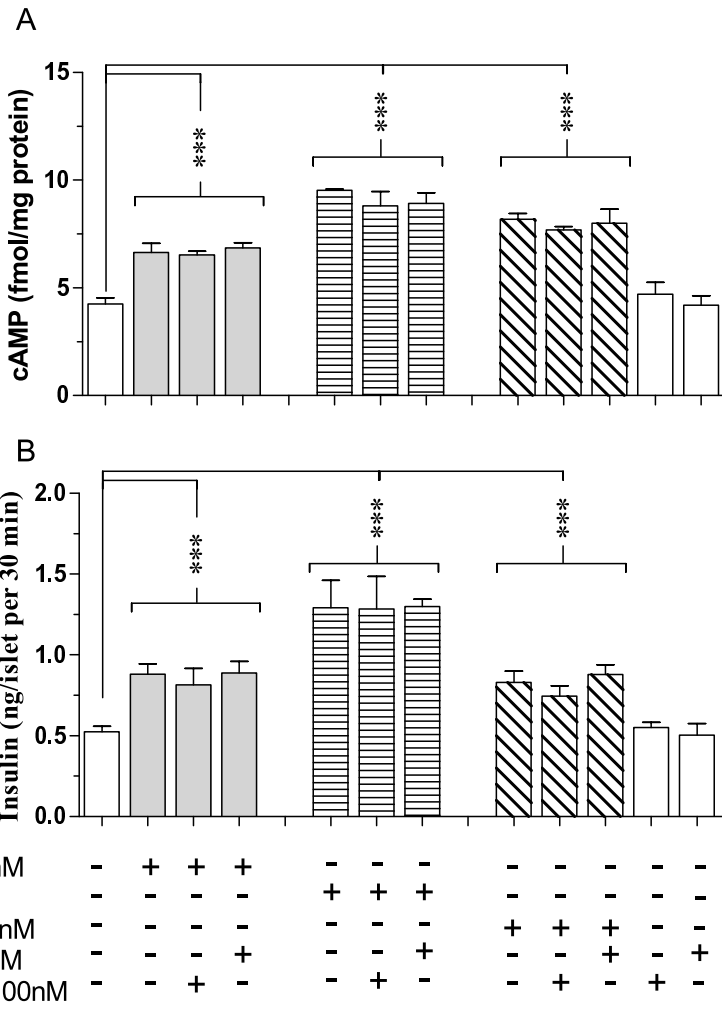 A
15
***
***
***
10
5
0
cAMP (fmol/mg protein)
B
2.0
***
***
***
1.5
1.0
0.5
0.0
Insulin (ng/islet per 30 min)
- + + + - - - - - - - -
- - - - + + + - - - - -
nM - - - - - - - + + + - -
M - - - + - - + - - + - +
00nM - - + - - + - - + - + -